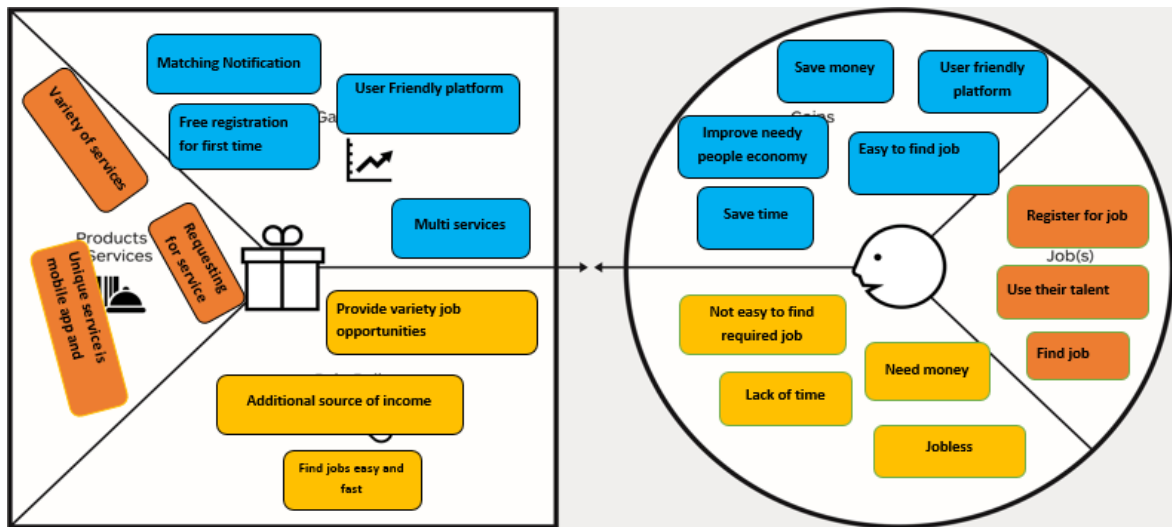 Matching Notification
User Friendly platform
Free registration
for first time
Ga
Multi services
Variety of services
Requesting
for service
Products
Services
Unique service is
mobile app and
Provide variety job
opportunities
Additional source of income
Find jobs easy and
fast
Save money
User friendly
platform
Gains
Improve needy
people economy
Easy to find job
Save time
Register for job
Job(s)
Use their talent
Find job
Not easy to find
required job
Need money
Lack of time
Jobless